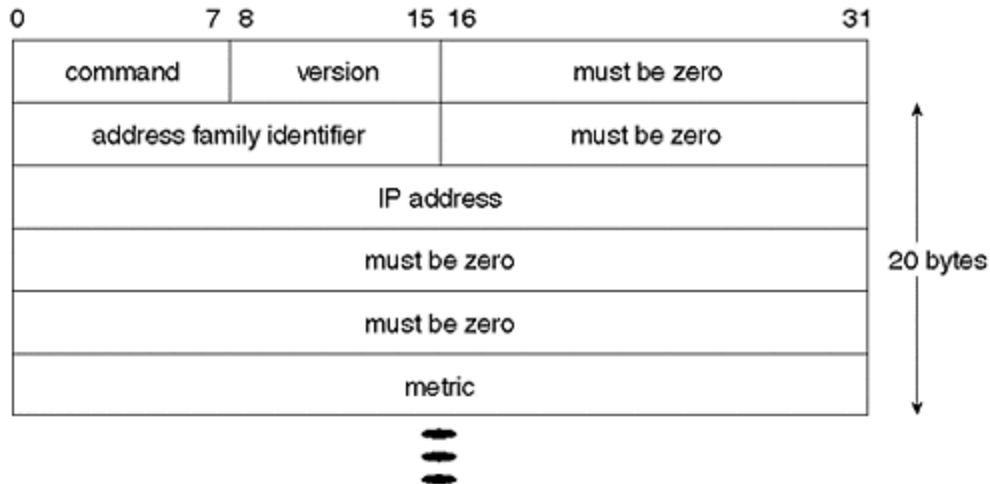 0 7 8 15 16 31
command version must be zero
address family identifier must be zero
IP address
must be zero
20 bytes
must be zero
metric